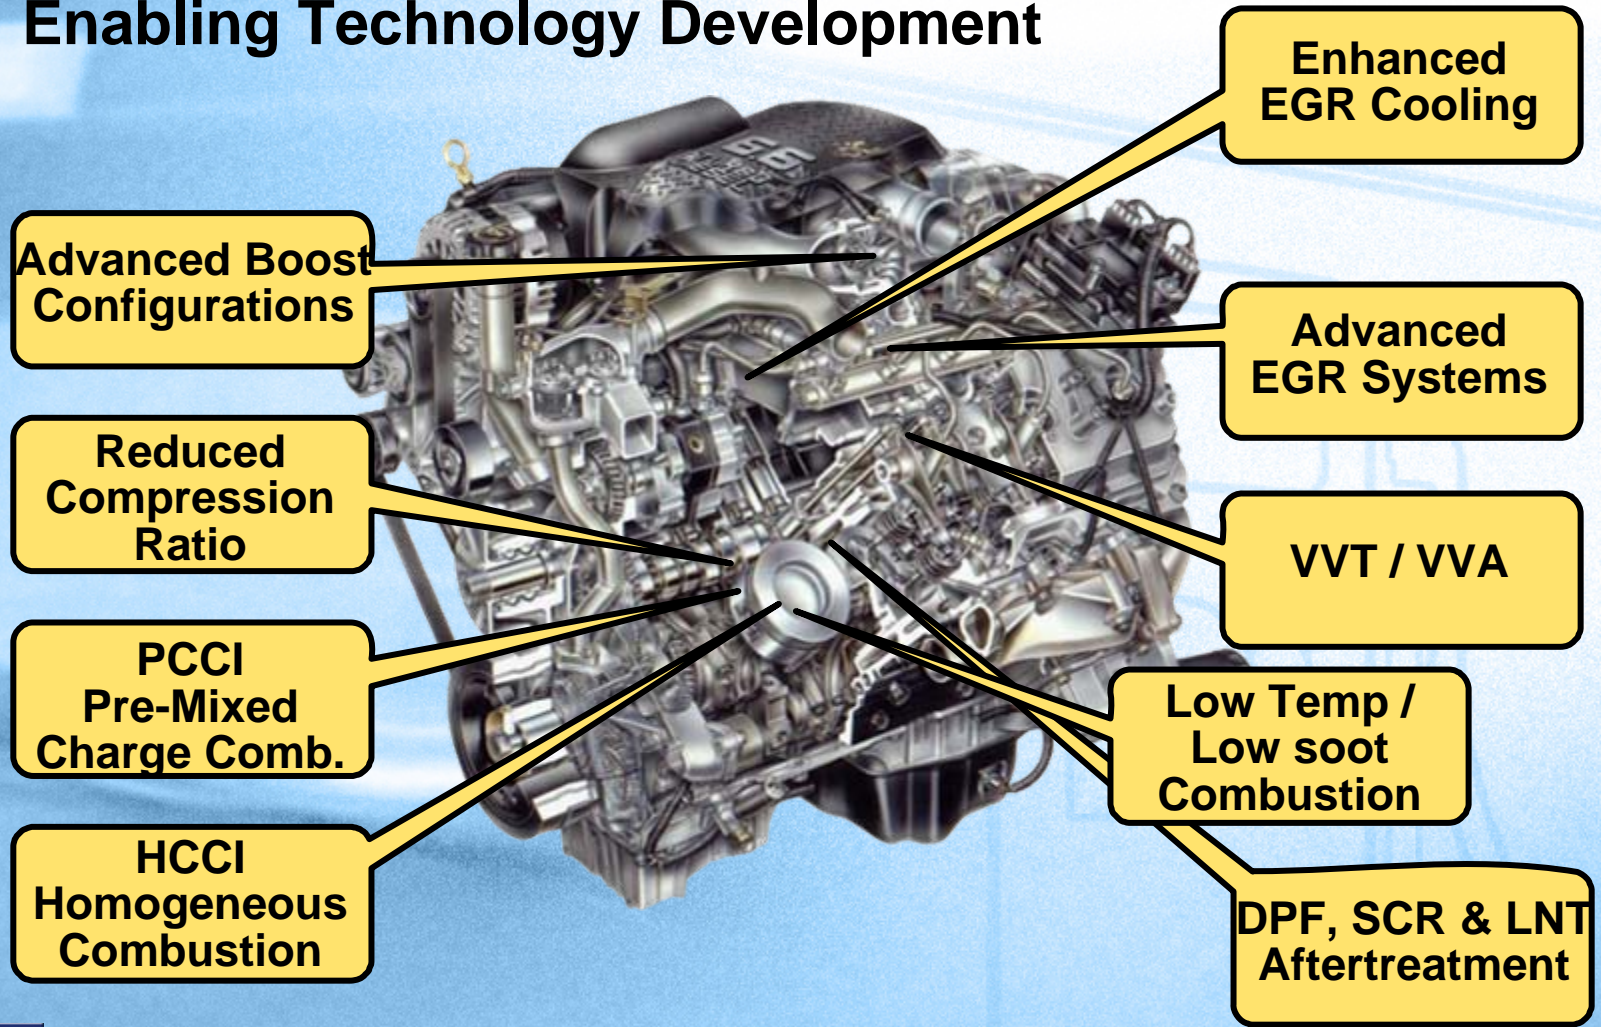 Enabling Technology Development
Enhanced
EGR Cooling
Advanced Boost
Configurations
Advanced
EGR Systems
Reduced
Compression
Ratio
VVT / VVA
PCCI
Pre-Mixed
Charge Comb.
Low Temp /
Low soot
Combustion
HCCI
Homogeneous
Combustion
DPF, SCR & LNT
Aftertreatment